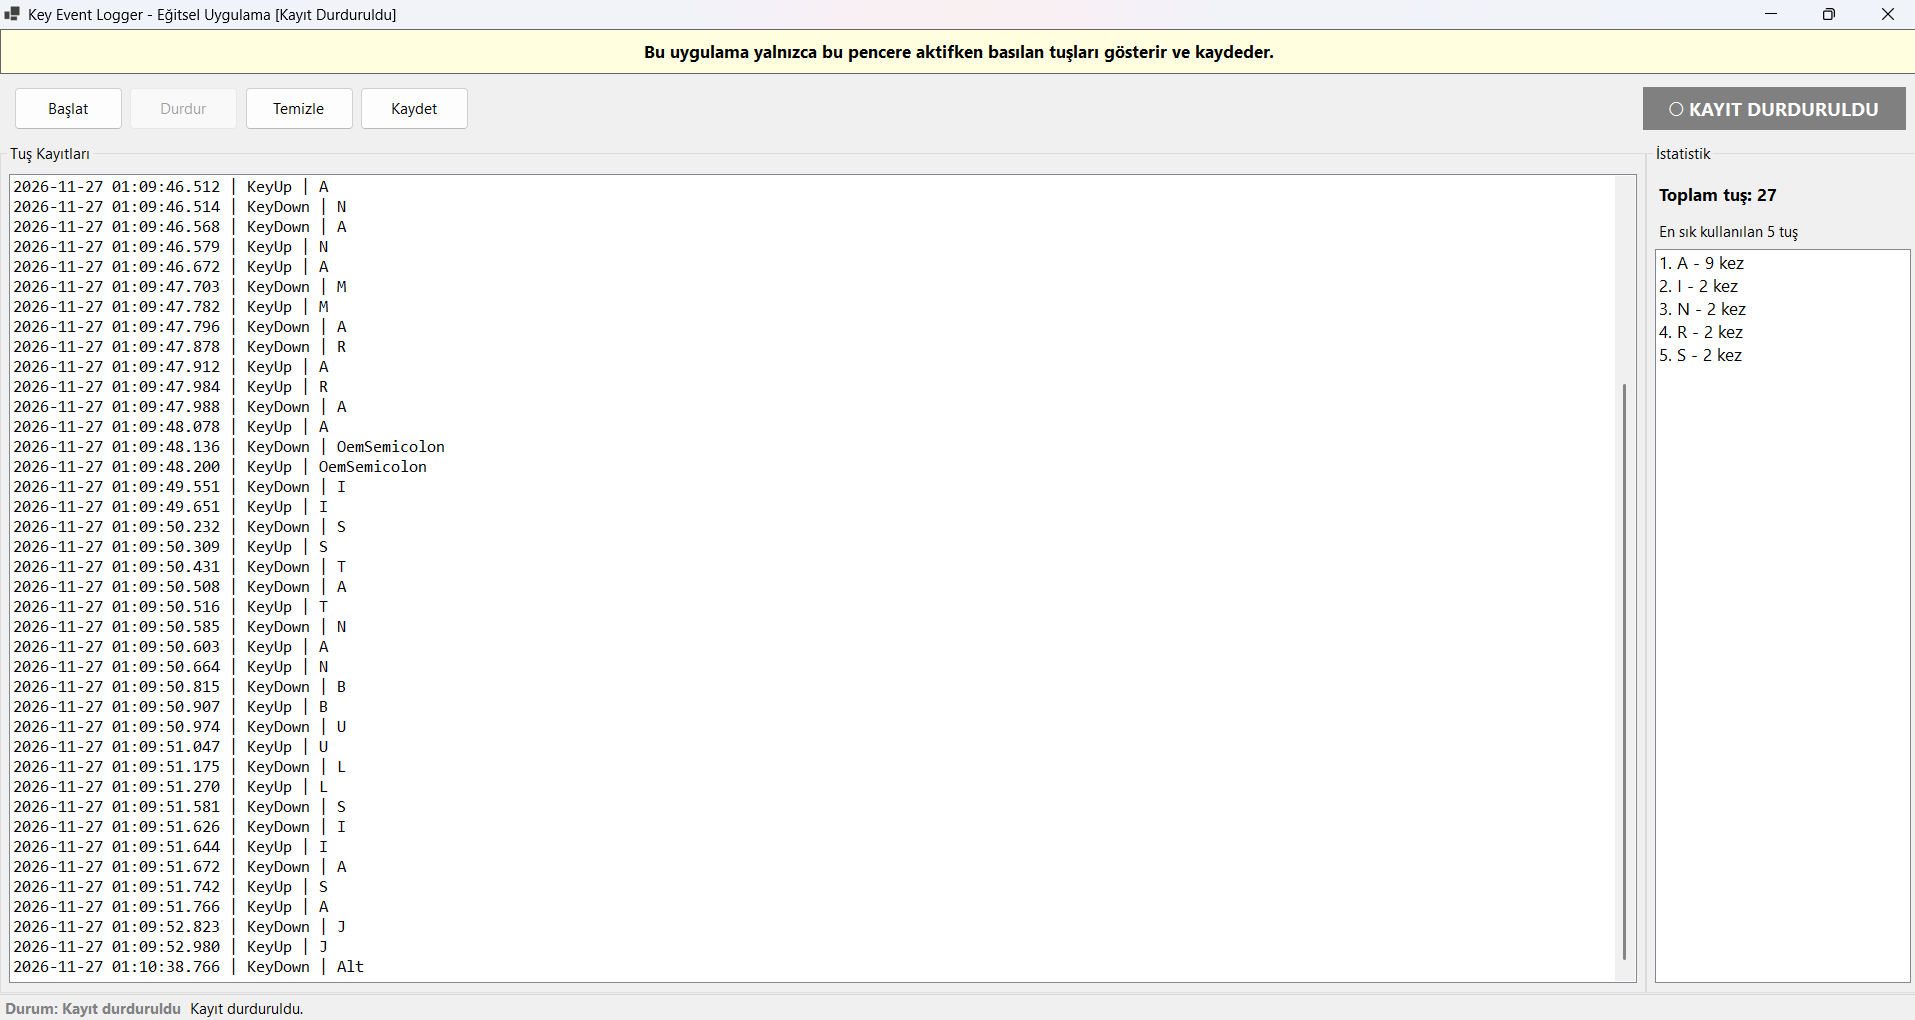 Key Event Logger - Eğitsel Uygulama [Kayıt Durduruldu]
Bu uygulama yalnızca bu pencere aktifken basılan tuşları gösterir ve kaydeder.
Başlat Durdur Temizle Kaydet
○ KAYIT DURDURULDU
Tuş Kayıtları
2026-11-27 01:09:46.512 | KeyUp | A
2026-11-27 01:09:46.514 | KeyDown | N
2026-11-27 01:09:46.568 | KeyDown | A
2026-11-27 01:09:46.579 | KeyUp | N
2026-11-27 01:09:46.672 | KeyUp | A
2026-11-27 01:09:47.703 | KeyDown | M
2026-11-27 01:09:47.782 | KeyUp | M
2026-11-27 01:09:47.796 | KeyDown | A
2026-11-27 01:09:47.878 | KeyDown | R
2026-11-27 01:09:47.912 | KeyUp | A
2026-11-27 01:09:47.984 | KeyUp | R
2026-11-27 01:09:47.988 | KeyDown | A
2026-11-27 01:09:48.078 | KeyUp | A
2026-11-27 01:09:48.136 | KeyDown | OemSemicolon
2026-11-27 01:09:48.200 | KeyUp | OemSemicolon
2026-11-27 01:09:49.551 | KeyDown | I
2026-11-27 01:09:49.651 | KeyUp | I
2026-11-27 01:09:50.232 | KeyDown | S
2026-11-27 01:09:50.309 | KeyUp | S
2026-11-27 01:09:50.431 | KeyDown | T
2026-11-27 01:09:50.508 | KeyDown | A
2026-11-27 01:09:50.516 | KeyUp | T
2026-11-27 01:09:50.585 | KeyDown | N
2026-11-27 01:09:50.603 | KeyUp | A
2026-11-27 01:09:50.664 | KeyUp | N
2026-11-27 01:09:50.815 | KeyDown | B
2026-11-27 01:09:50.907 | KeyUp | B
2026-11-27 01:09:50.974 | KeyDown | U
2026-11-27 01:09:51.047 | KeyUp | U
2026-11-27 01:09:51.175 | KeyDown | L
2026-11-27 01:09:51.270 | KeyUp | L
2026-11-27 01:09:51.581 | KeyDown | S
2026-11-27 01:09:51.626 | KeyDown | I
2026-11-27 01:09:51.644 | KeyUp | I
2026-11-27 01:09:51.672 | KeyDown | A
2026-11-27 01:09:51.742 | KeyUp | S
2026-11-27 01:09:51.766 | KeyUp | A
2026-11-27 01:09:52.823 | KeyDown | J
2026-11-27 01:09:52.980 | KeyUp | J
2026-11-27 01:10:38.766 | KeyDown | Alt
İstatistik
Toplam tuş: 27
En sık kullanılan 5 tuş
1. A - 9 kez
2. I - 2 kez
3. N - 2 kez
4. R - 2 kez
5. S - 2 kez
Durum: Kayıt durduruldu Kayıt durduruldu.